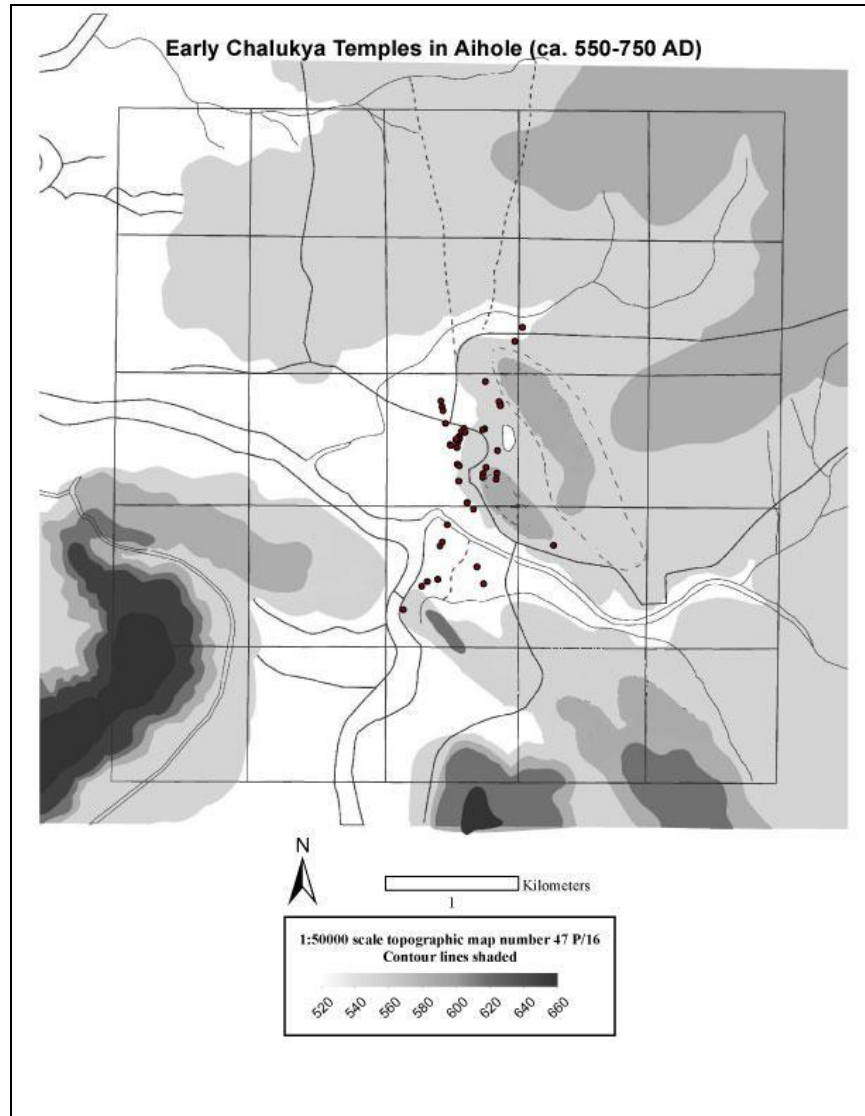 Early Chalukya Temples in Aihole (ca. 550-750 AD)
N
Kilometers
1
1:50000 scale topographic map number 47 P/16
Contour lines shaded
520 540 560 580 600 620 640 660